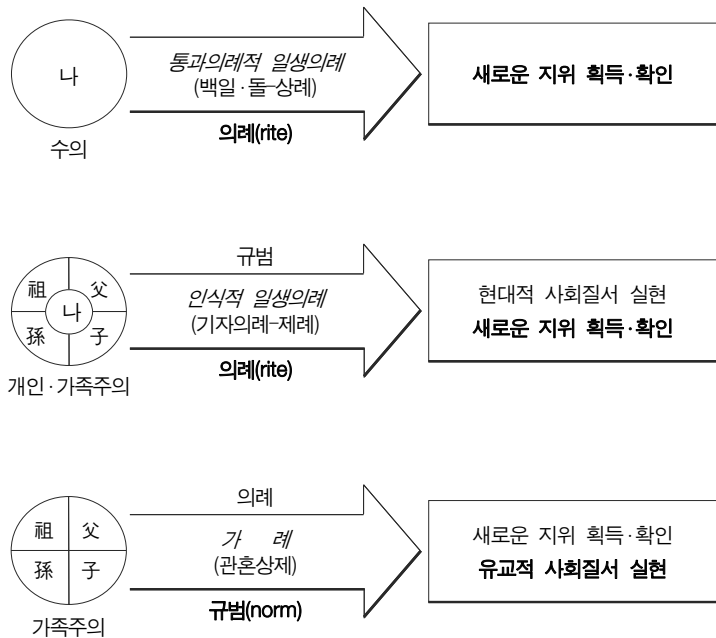 나
수의
통과의례적 일생의례
(백일·돌-상례)
의례(rite)
새로운 지위 획득·확인
祖 父
나
孫 子
개인·가족주의
규범
인식적 일생의례
(기자의례-제례)
의례(rite)
현대적 사회질서 실현
새로운 지위 획득·확인
祖 父
孫 子
가족주의
의례
가 례
(관혼상제)
규범(norm)
새로운 지위 획득·확인
유교적 사회질서 실현